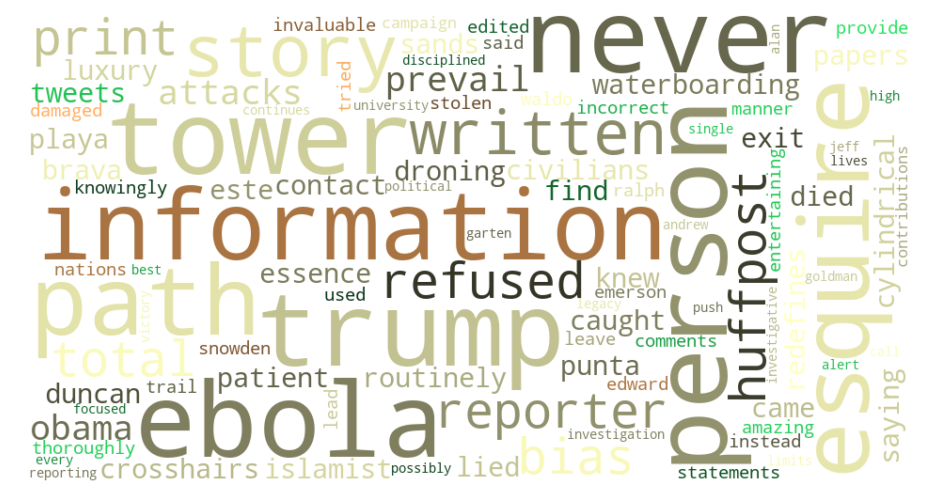 invaluable campaign edited never alan provide
print story sands said papers
luxury disciplined prevail waterboarding
tweets attacks tried university stolen waldo incorrect manner high
damaged continues single
playa tower written person exit esquire jeff
brava droning civilians lives
knowingly este contact political find ralph huffpost entertaining died cylindrical contributions
information garten andrew
nations best essence refused knew emerson redefines goldman
path victory used trump legacy push investigative
total snowden caught leave comments call
duncan trail patient routinely punta edward alert
focused lead came saying
obama ebola reporter amazing
thoroughly investigation instead
every bias limits
reporting crosshairs islamist possibly lied statements